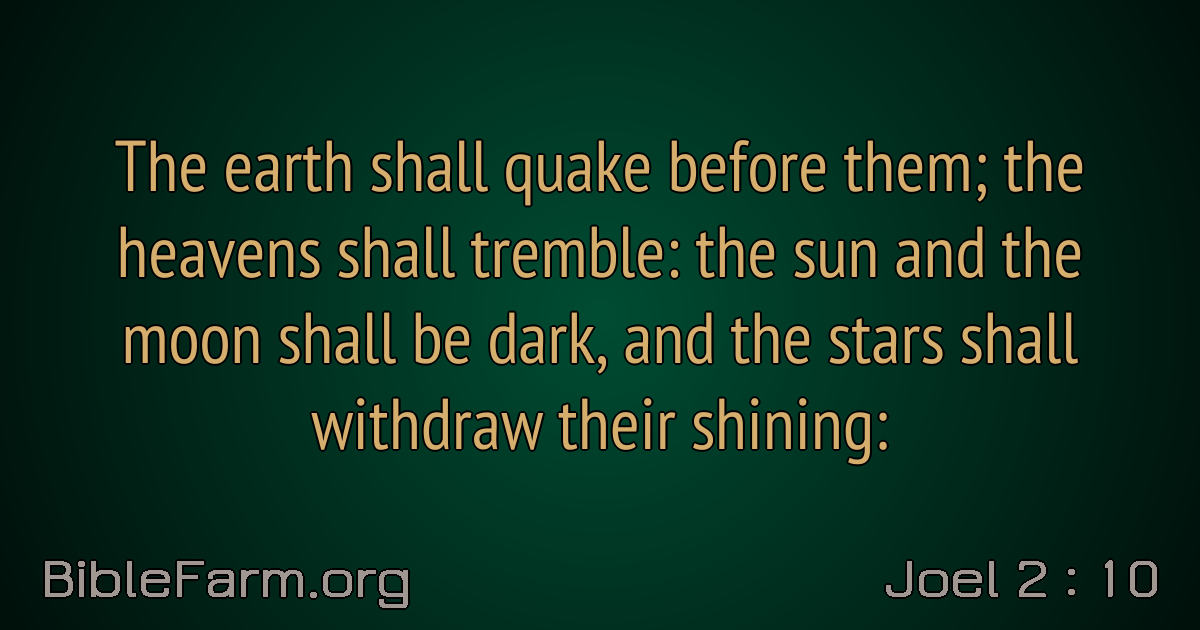 The earth shall quake before them; the
heavens shall tremble: the sun and the
moon shall be dark, and the stars shall
withdraw their shining:
BibleFarm.org
Joel 2 : 10